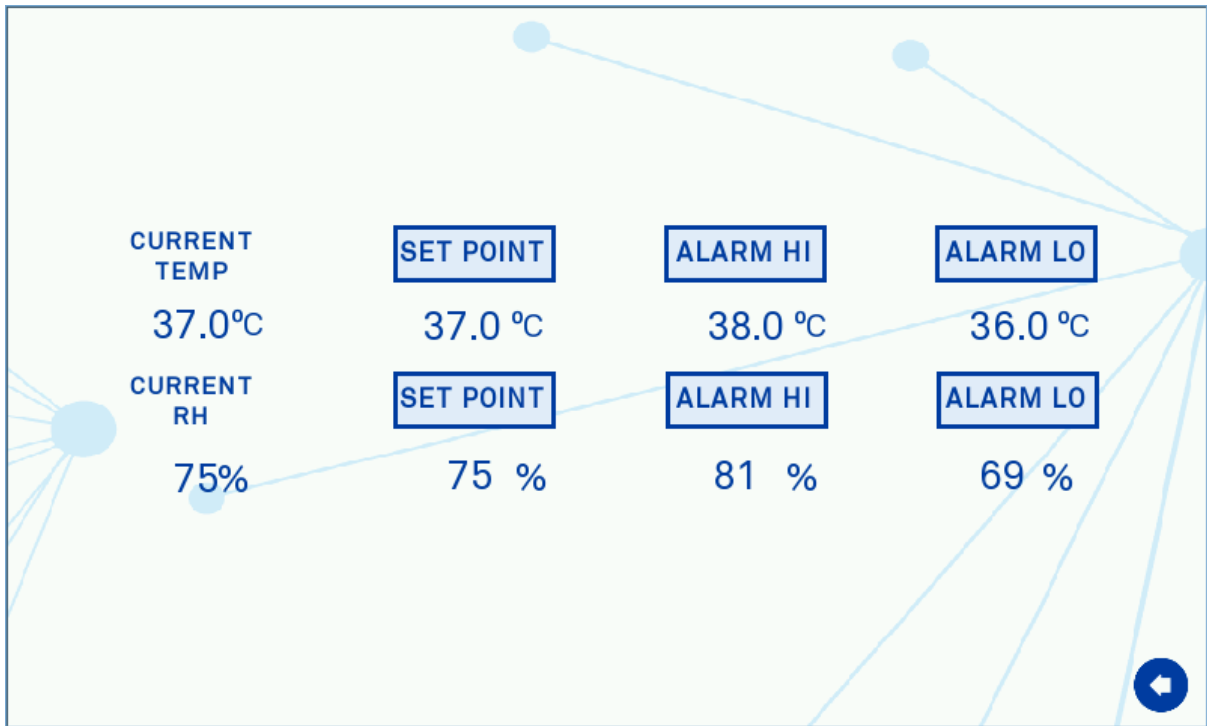 CURRENT
TEMP
SET POINT
ALARM HI
ALARM LO
37.0ºC
37.0 ºC
38.0 ºC
36.0 ºC
CURRENT
RH
SET POINT
ALARM HI
ALARM LO
75%
75 %
81 %
69 %